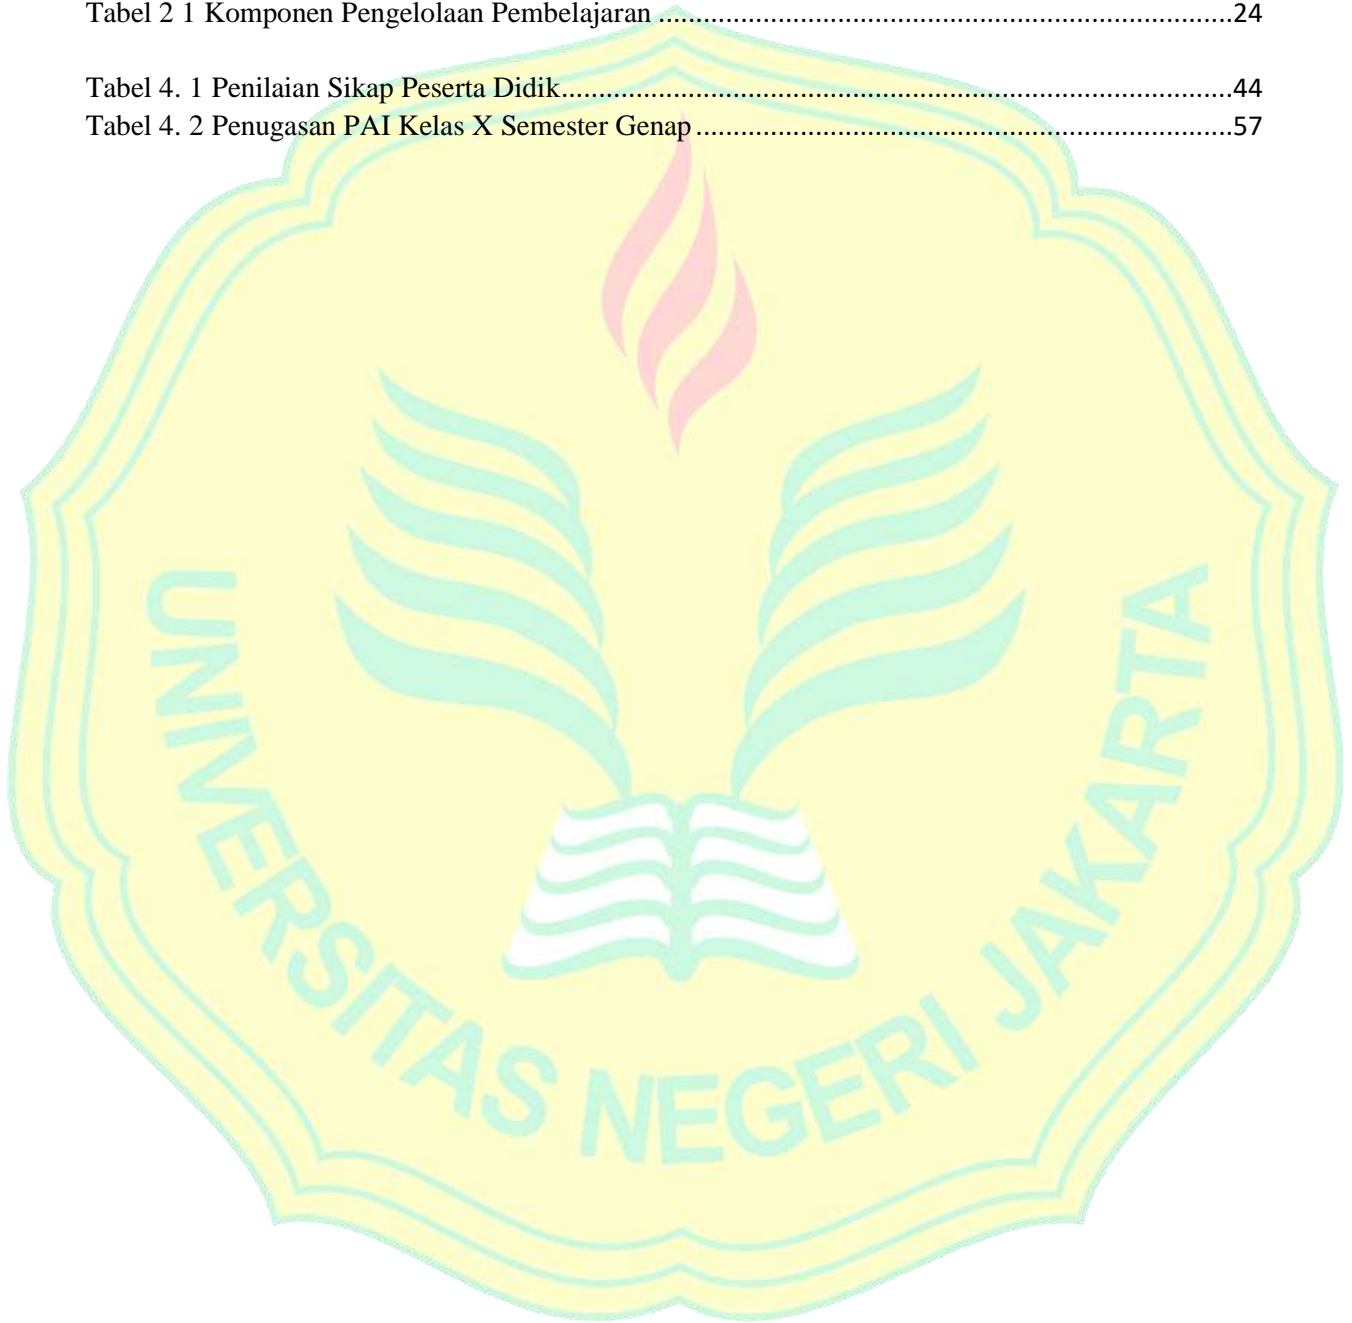 Tabel 2 1 Komponen Pengelolaan Pembelajaran ..............................................................................24
Tabel 4. 1 Penilaian Sikap Peserta Didik...........................................................................................44
Tabel 4. 2 Penugasan PAI Kelas X Semester Genap.........................................................................57
UNIVERSITAS NEGERI JAKARTA